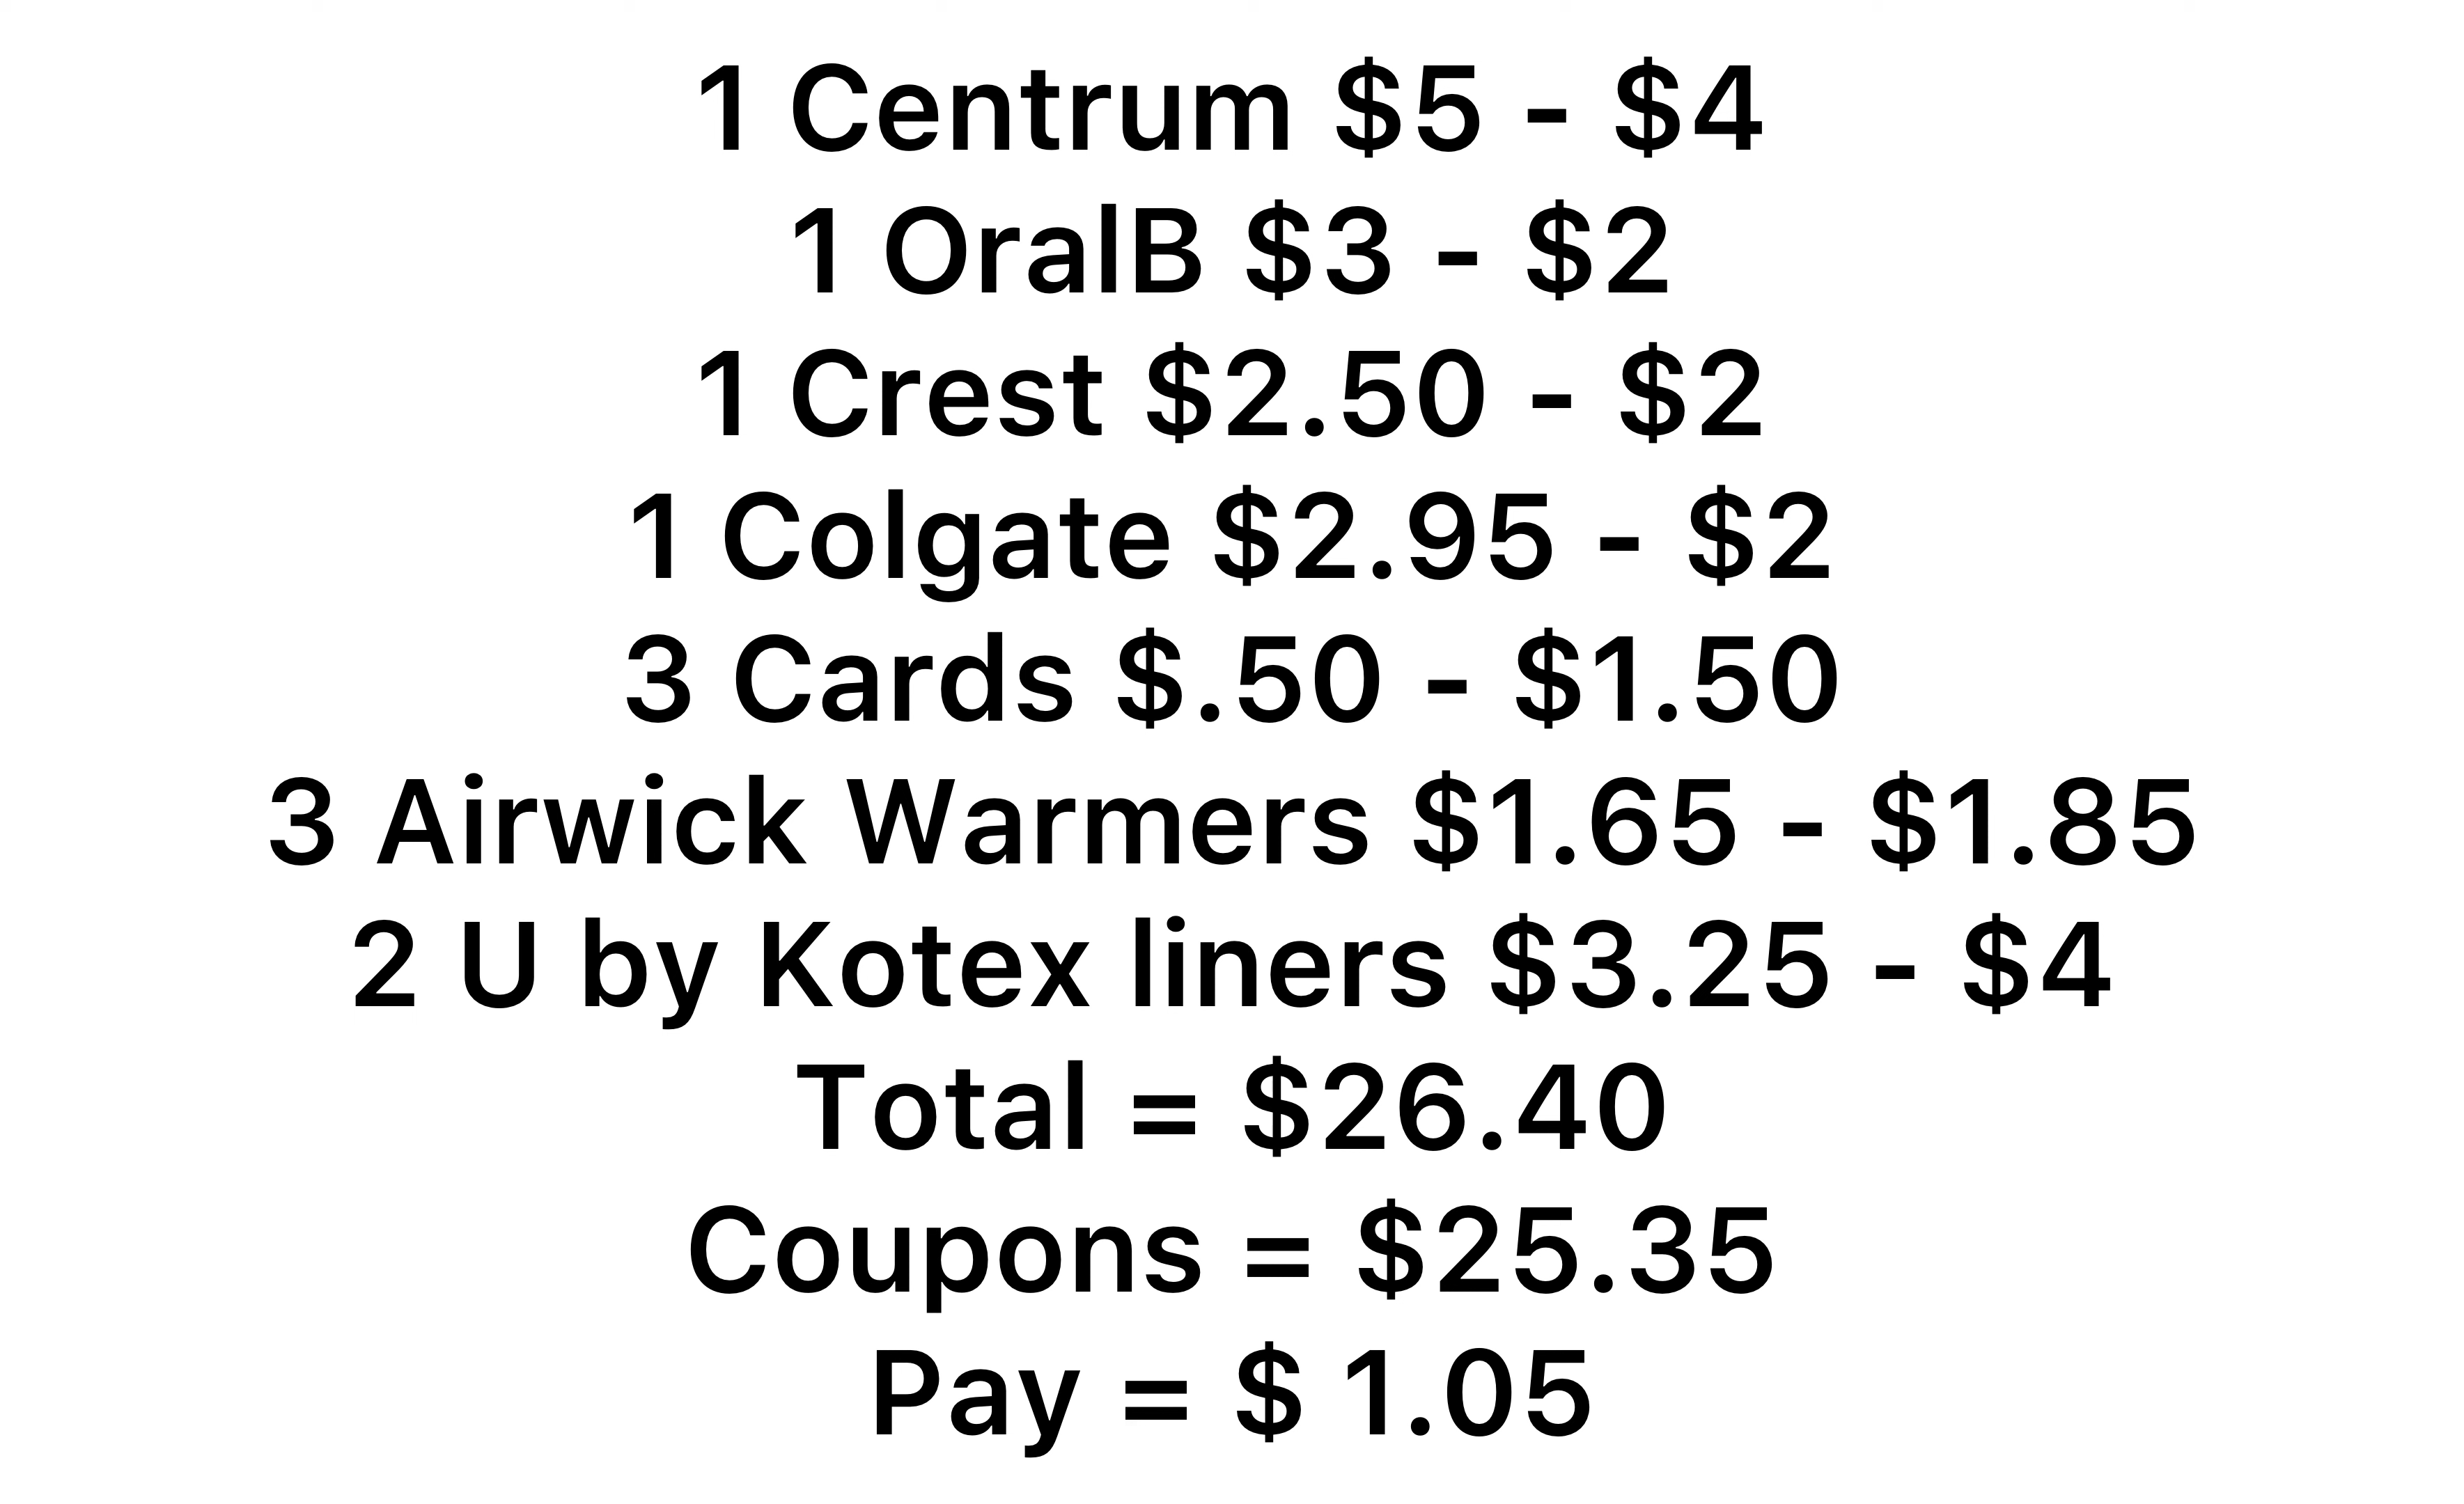 1 Centrum $5 - $4
1 OralB $3 - $2
1 Crest $2.50 - $2
1 Colgate $2.95 - $2
3 Cards $.50 - $1.50
3 Airwick Warmers $1.65 - $1.85
2 U by Kotex liners $3.25 - $4
Total = $26.40
Coupons = $25.35
Pay = $ 1.05